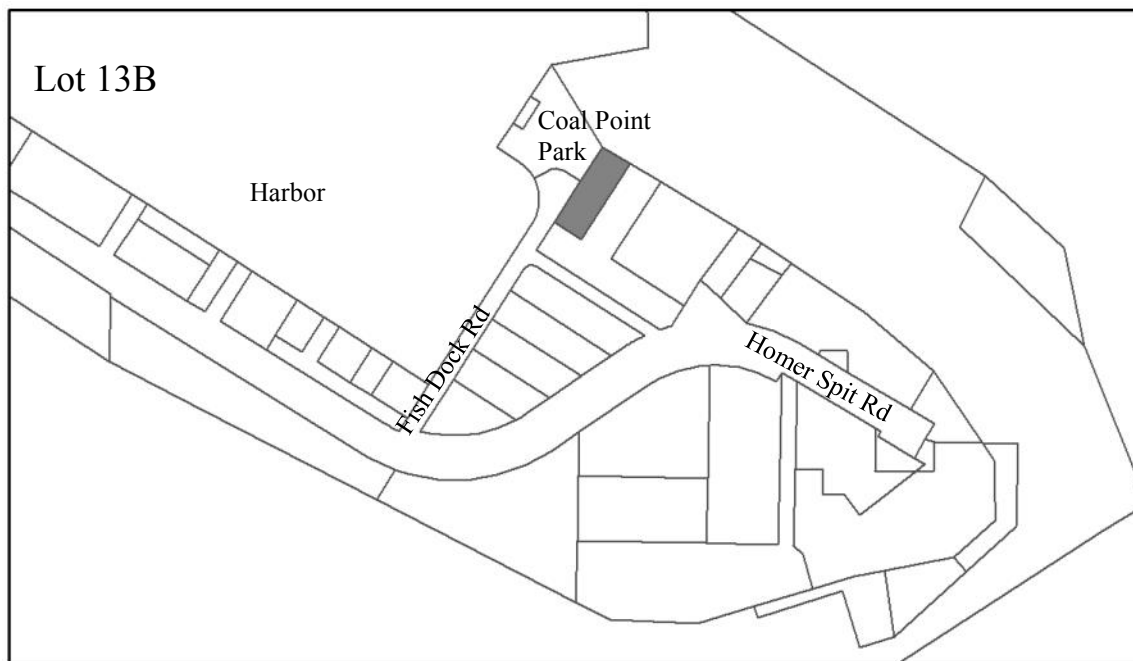 Lot 13B
Coal Point
Park
Harbor
Fish Dock Rd
Homer Spit Rd